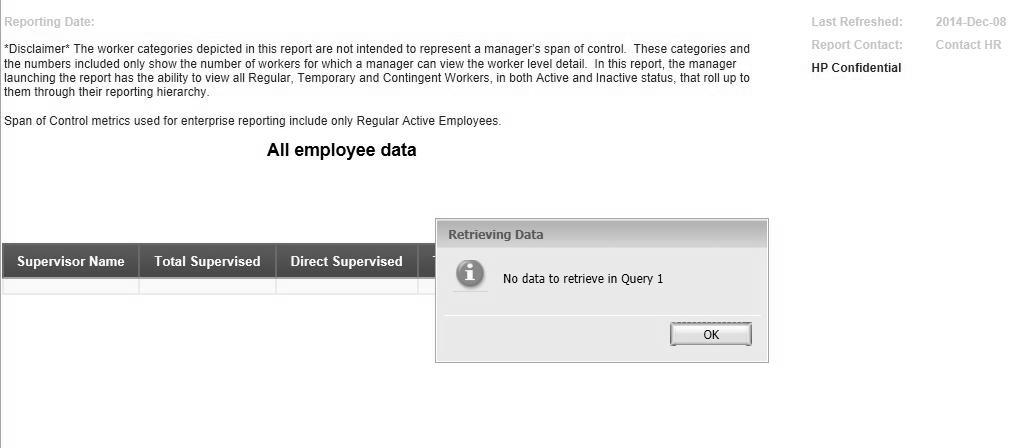 Reporting Date:
Last Refreshed: 2014-Dec-08
Report Contact: Contact HR
HP Confidential
*Disclaimer* The worker categories depicted in this report are not intended to represent a manager's span of control. These categories and
the numbers included only show the number of workers for which a manager can view the worker level detail. In this report, the manager
launching the report has the ability to view all Regular, Temporary and Contingent Workers, in both Active and Inactive status, that roll up to
them through their reporting hierarchy.
Span of Control metrics used for enterprise reporting include only Regular Active Employees.
All employee data
Supervisor Name Total Supervised Direct Supervised
Retrieving Data
No data to retrieve in Query 1
OK